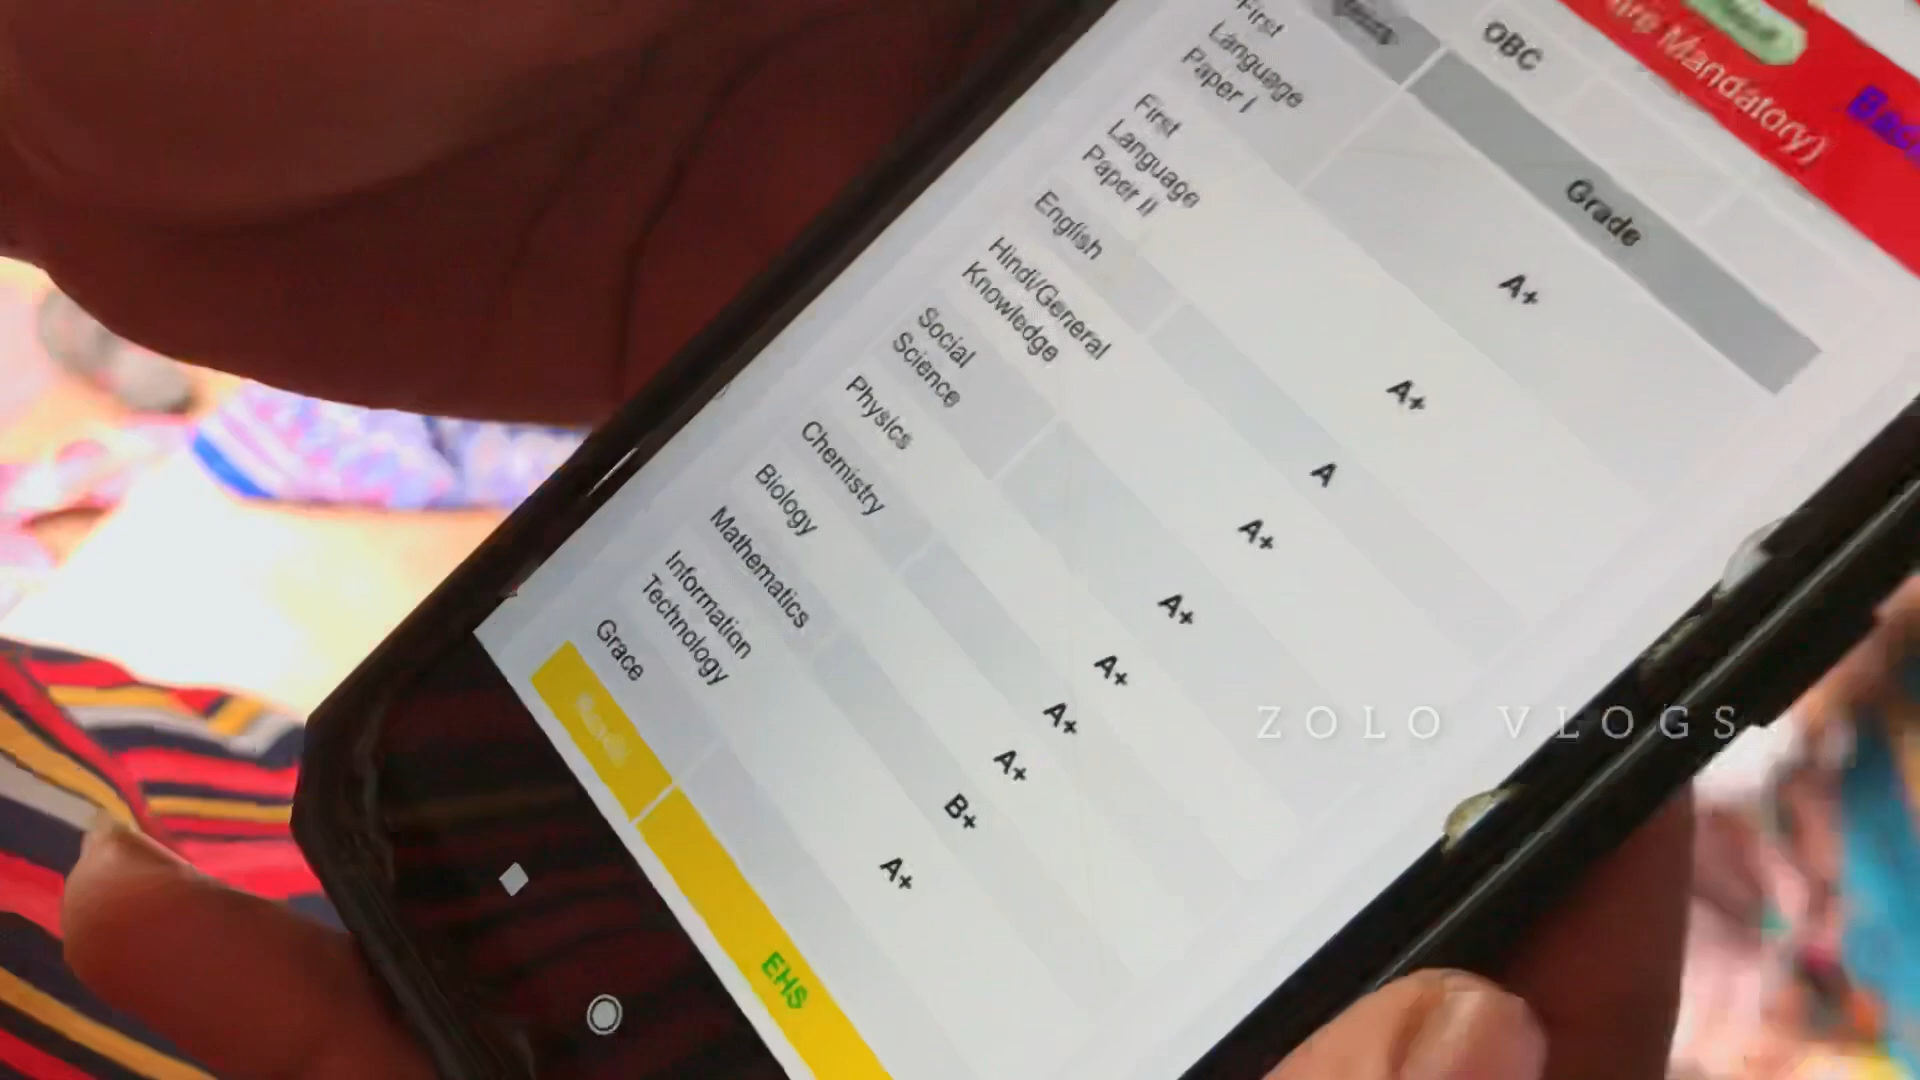 OBC
are Mandatory)
Grade
First
Language
Paper I
A+
First
Language
Paper II
A+
English
A
Hindi/General
Knowledge
A+
Social
Science
A+
Physics
A+
Chemistry
A+
Biology
A+
Mathematics
B+
Information
Technology
A+
Grace
EHS
ZOLO VLOGS